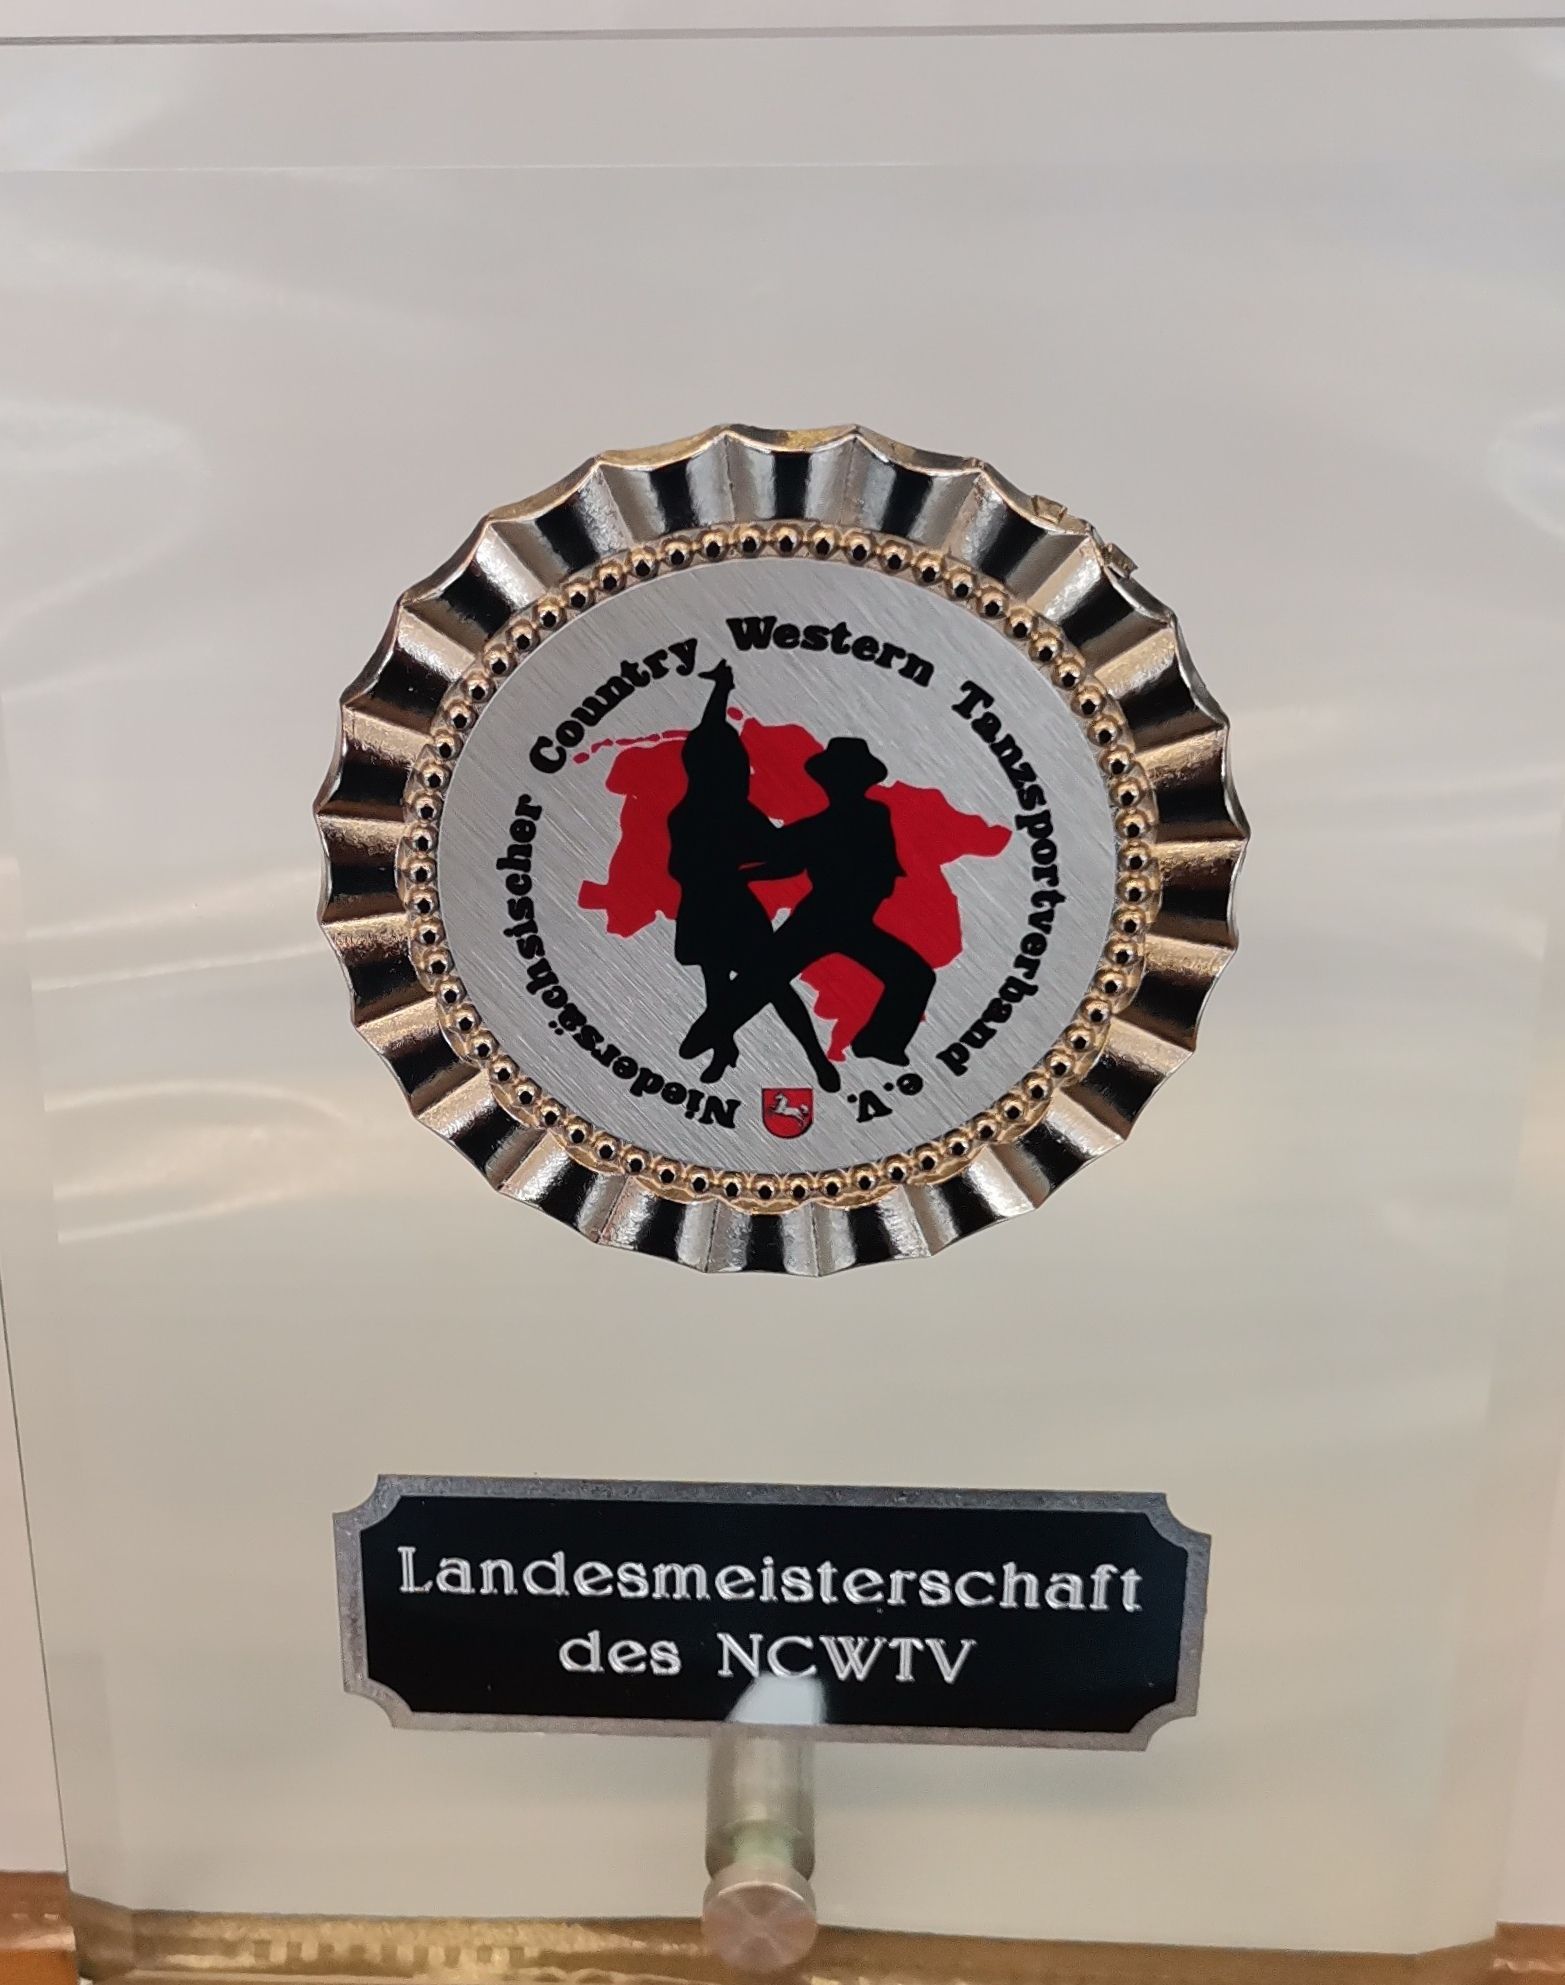 Niedersächsischer Country Western Tanzsportverband e.V.
Landesmeisterschaft
des NCWTV